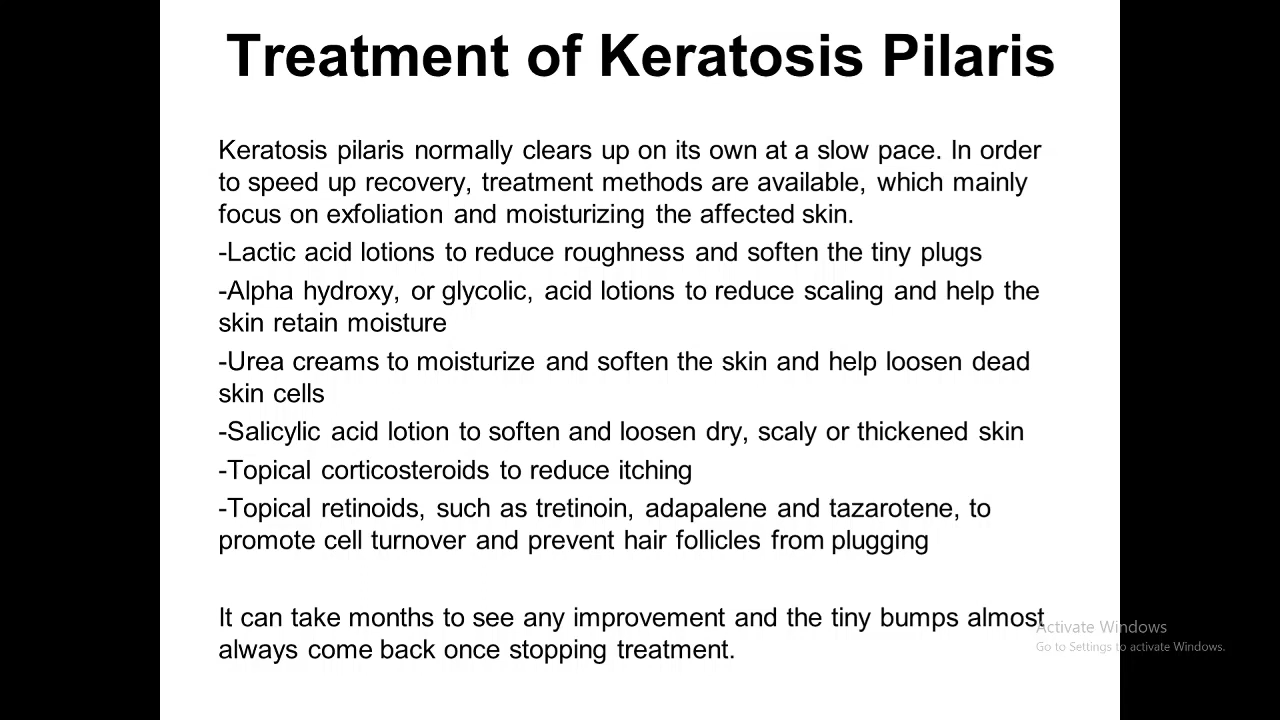 Treatment of Keratosis Pilaris
Keratosis pilaris normally clears up on its own at a slow pace. In order
to speed up recovery, treatment methods are available, which mainly
focus on exfoliation and moisturizing the affected skin.
-Lactic acid lotions to reduce roughness and soften the tiny plugs
-Alpha hydroxy, or glycolic, acid lotions to reduce scaling and help the
skin retain moisture
-Urea creams to moisturize and soften the skin and help loosen dead
skin cells
-Salicylic acid lotion to soften and loosen dry, scaly or thickened skin
-Topical corticosteroids to reduce itching
-Topical retinoids, such as tretinoin, adapalene and tazarotene, to
promote cell turnover and prevent hair follicles from plugging
It can take months to see any improvement and the tiny bumps almost
always come back once stopping treatment.
Activate Windows
Go to Settings to activate Windows.